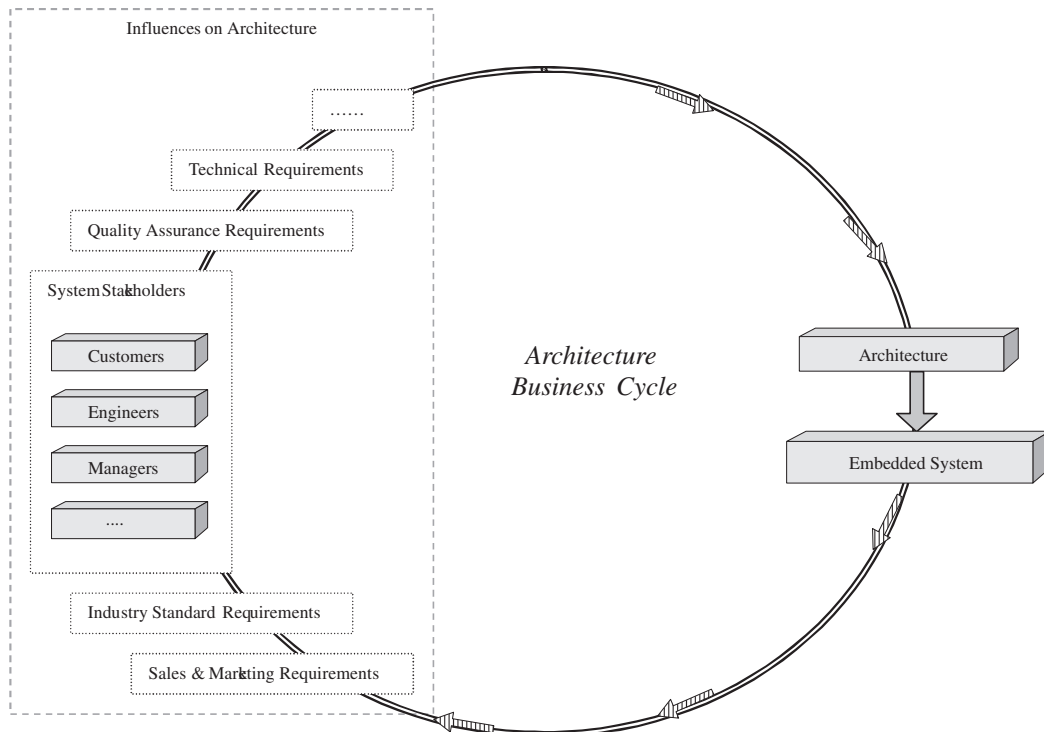 Influences on Architecture
......
Technical Requirements
Quality Assurance Requirements
System Stakeholders
Customers
Engineers
Managers
....
Industry Standard Requirements
Sales & Marketing Requirements
Architecture
Business Cycle
Architecture
Embedded System